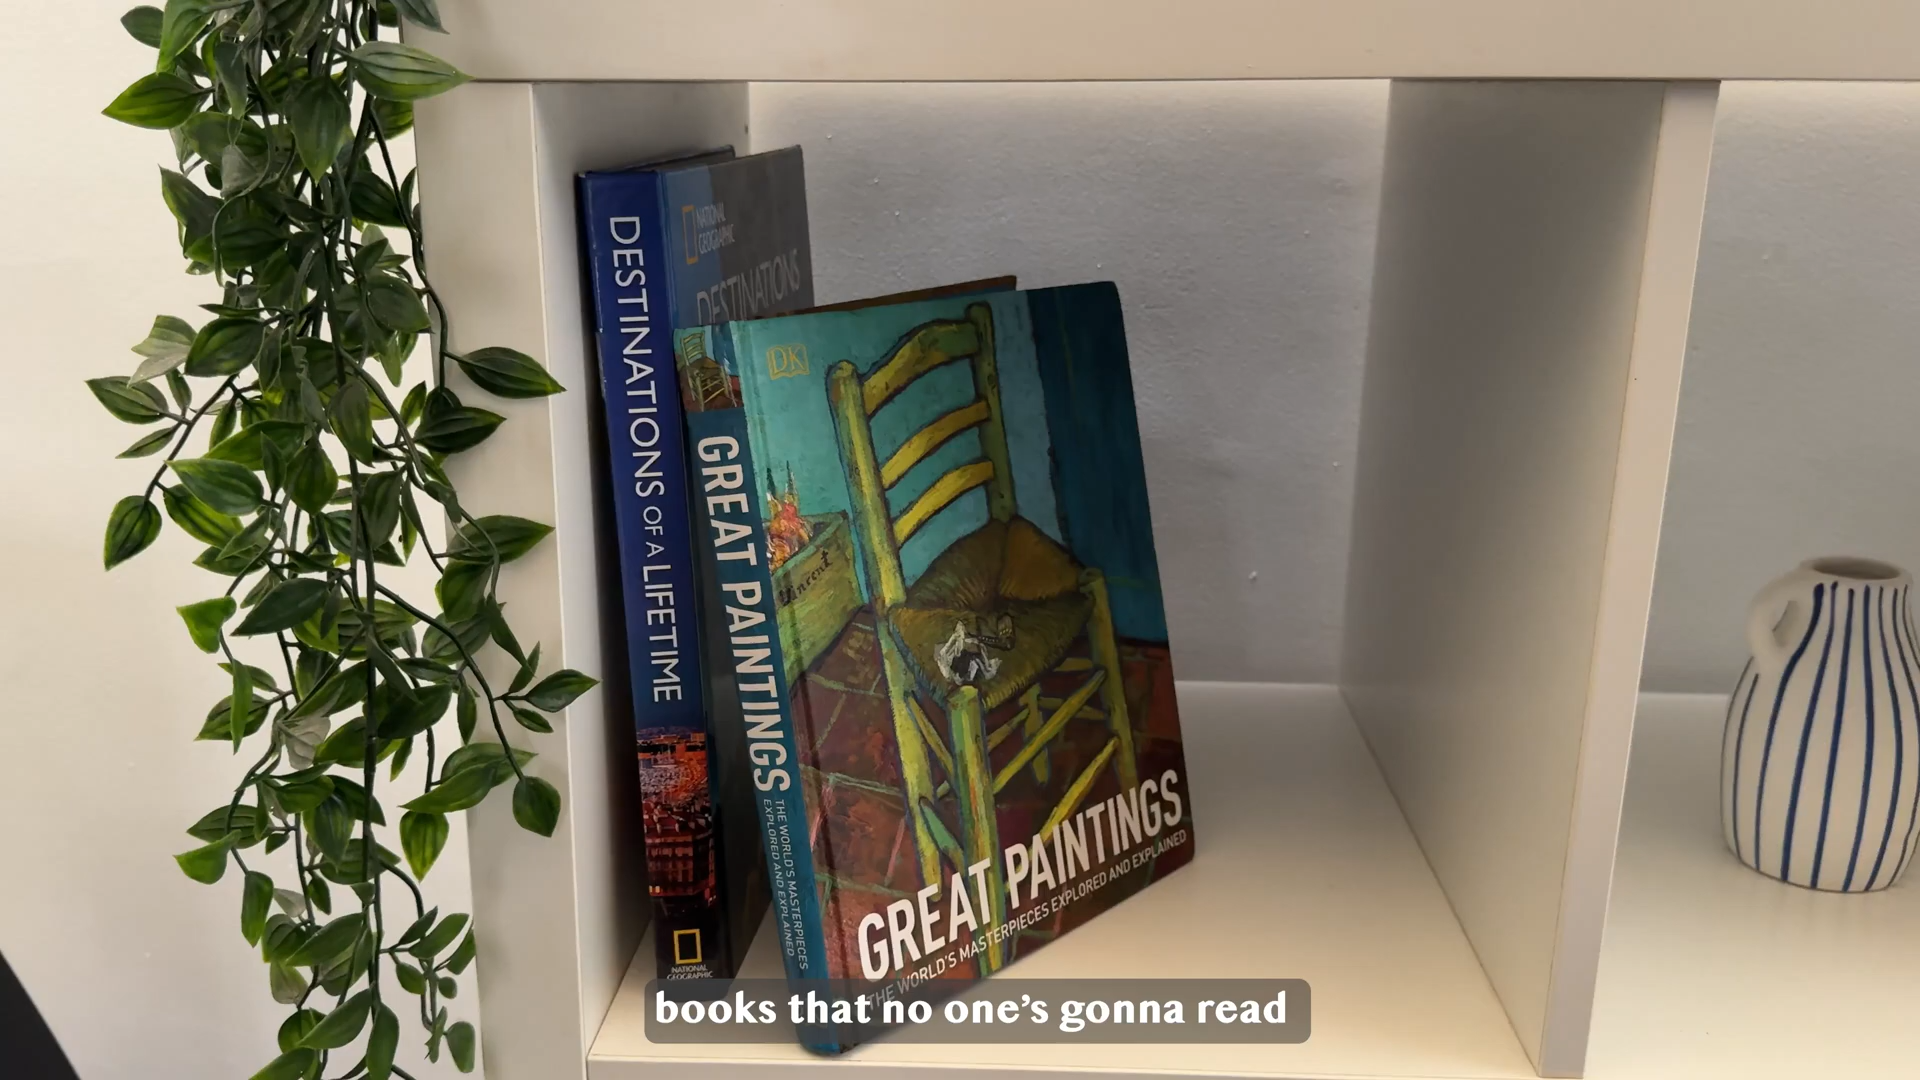 DESTINATIONS OF A LIFETIME
NATIONAL
GEOGRAPHIC
NATIONAL
GEOGRAPHIC
DESTINATIONS
GREAT PAINTINGS
THE WORLD'S MASTERPIECES
EXPLORED AND EXPLAINED
DK
Vincent
GREAT PAINTINGS
THE WORLD'S MASTERPIECES EXPLORED AND EXPLAINED
books that no one's gonna read